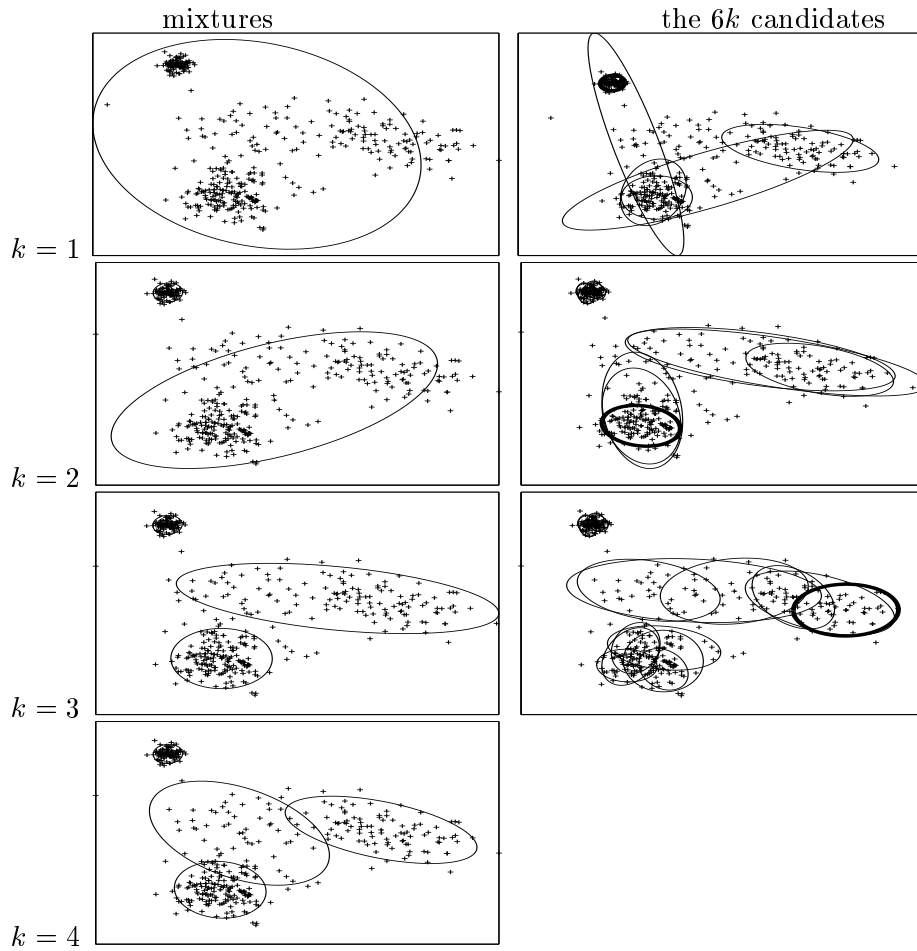 mixtures
the 6k candidates
k = 1
k = 2
k = 3
k = 4